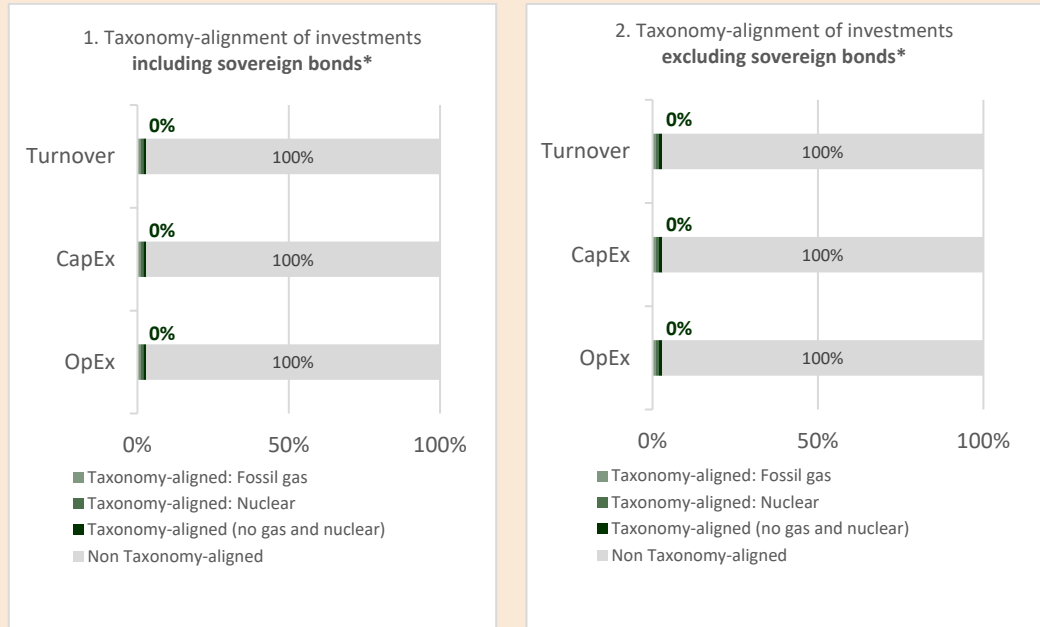 1. Taxonomy-alignment of investments
including sovereign bonds*
0%
Turnover
100%
0%
CapEx
100%
0%
OpEx
100%
0%
50%
100%
Taxonomy-aligned: Fossil gas
Taxonomy-aligned: Nuclear
Taxonomy-aligned (no gas and nuclear)
Non Taxonomy-aligned
2. Taxonomy-alignment of investments
excluding sovereign bonds*
0%
Turnover
100%
0%
CapEx
100%
0%
OpEx
100%
0%
50%
100%
Taxonomy-aligned: Fossil gas
Taxonomy-aligned: Nuclear
Taxonomy-aligned (no gas and nuclear)
Non Taxonomy-aligned